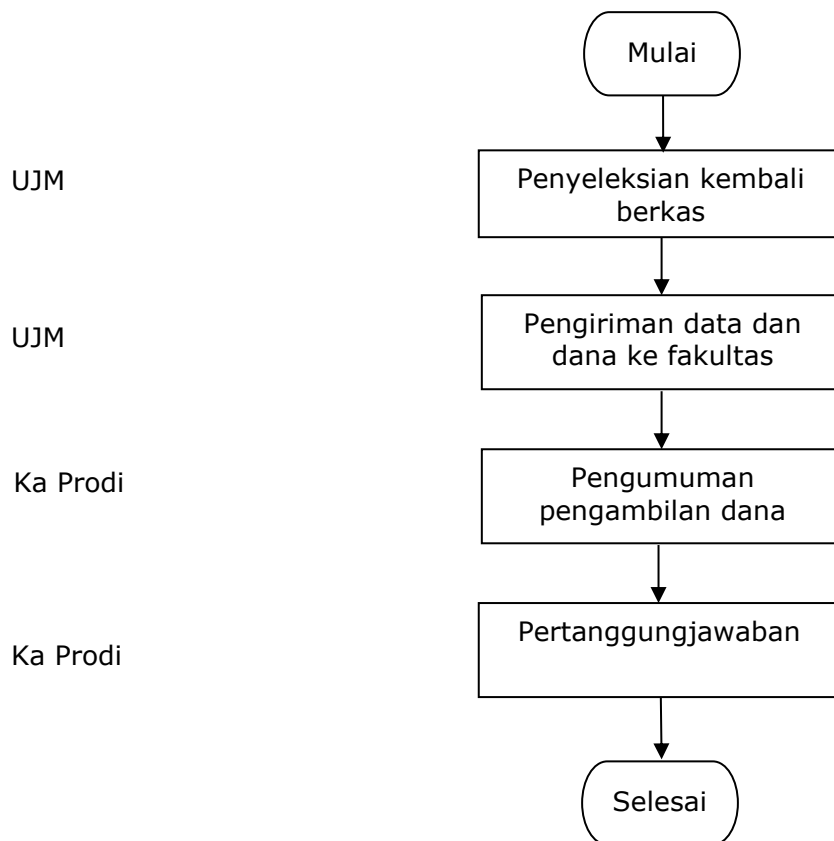 Mulai
UJM
Penyeleksian kembali
berkas
UJM
Pengiriman data dan
dana ke fakultas
Ka Prodi
Pengumuman
pengambilan dana
Ka Prodi
Pertanggungjawaban
Selesai